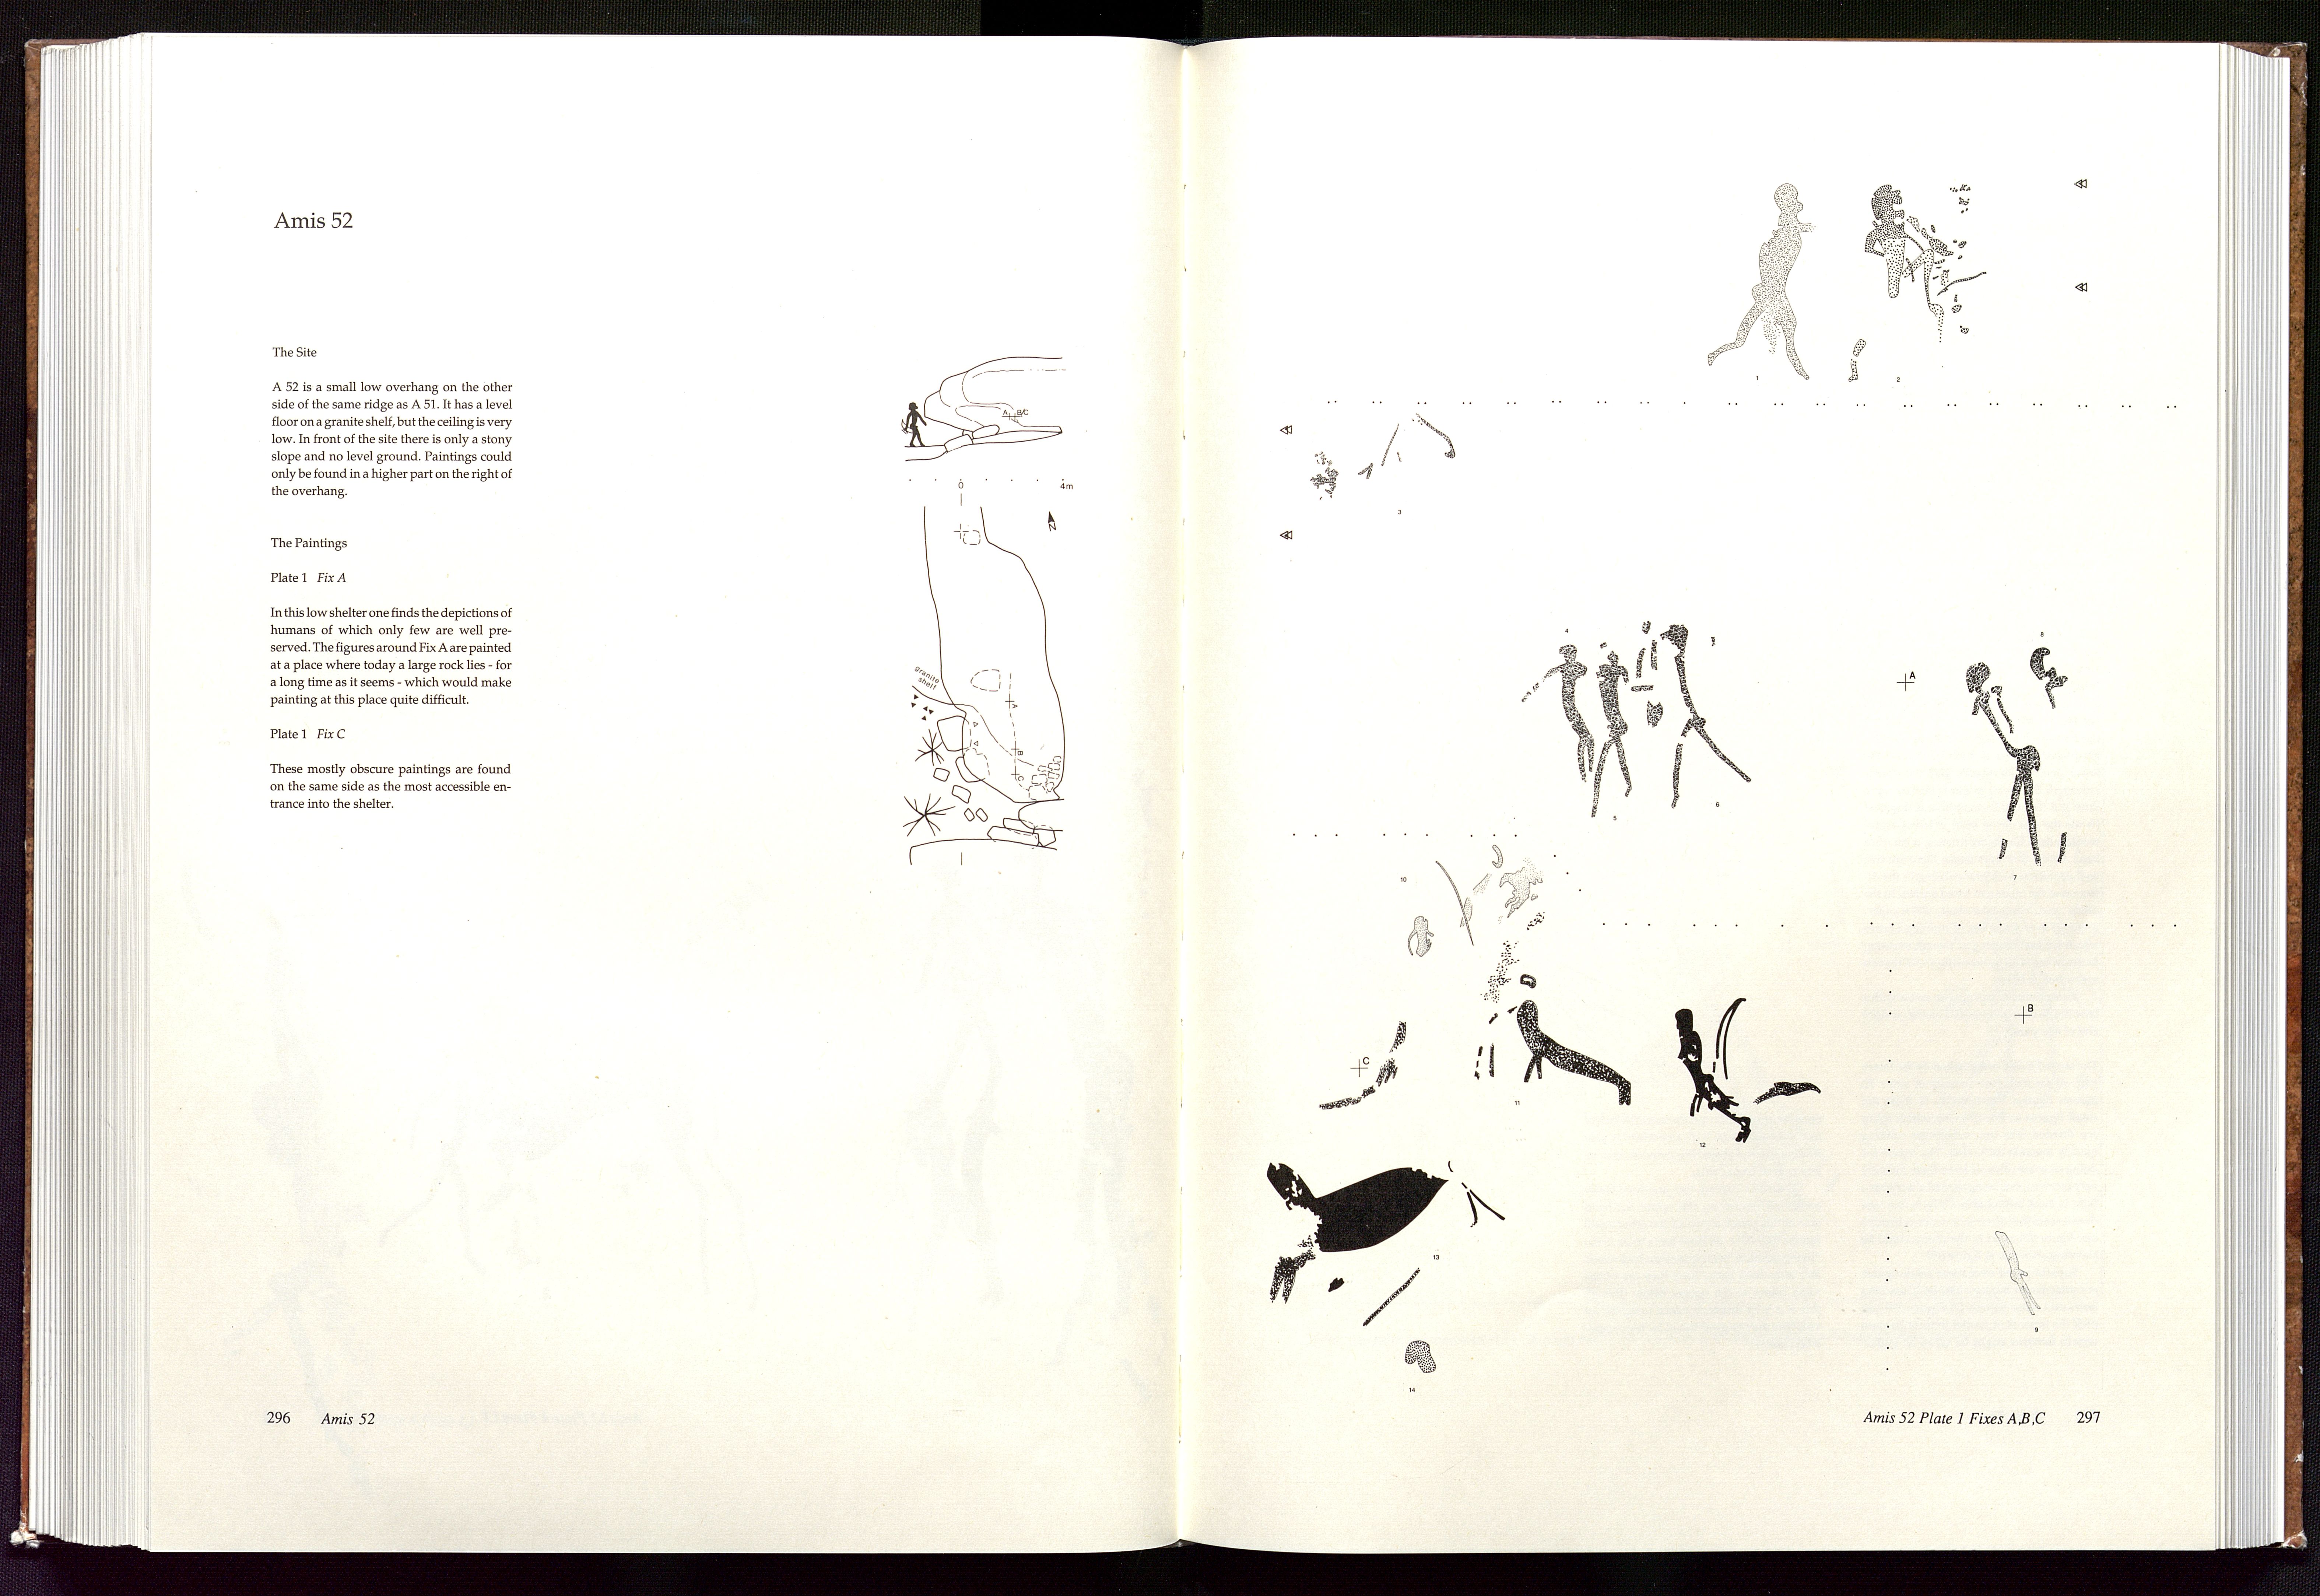 Amis 52
The Site
A 52 is a small low overhang on the other
side of the same ridge as A 51. It has a level
floor on a granite shelf, but the ceiling is very
low. In front of the site there is only a stony
slope and no level ground. Paintings could
only be found in a higher part on the right of
the overhang.
The Paintings
Plate 1 Fix A
In this low shelter one finds the depictions of
humans of which only few are well pre-
served. The figures around Fix A are painted
at a place where today a large rock lies - for
a long time as it seems - which would make
painting at this place quite difficult.
Plate 1 Fix C
These mostly obscure paintings are found
on the same side as the most accessible en-
trance into the shelter.
A B/C
0 4m
N
granite
shelf
A
B
C
296 Amis 52
1 2
3
4
8
A
6
5
7
10
B
C
11
12
13
9
14
Amis 52 Plate 1 Fixes A,B,C 297